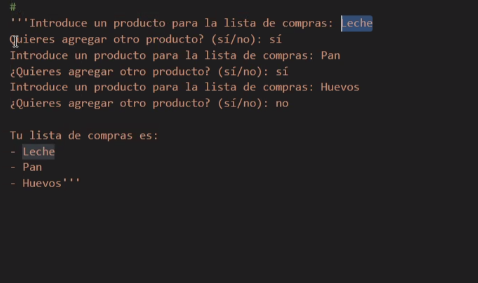 #
'''Introduce un producto para la lista de compras: Leche
Quieres agregar otro producto? (sí/no): sí
Introduce un producto para la lista de compras: Pan
¿Quieres agregar otro producto? (sí/no): sí
Introduce un producto para la lista de compras: Huevos
¿Quieres agregar otro producto? (sí/no): no
Tu lista de compras es:
- Leche
- Pan
- Huevos'''